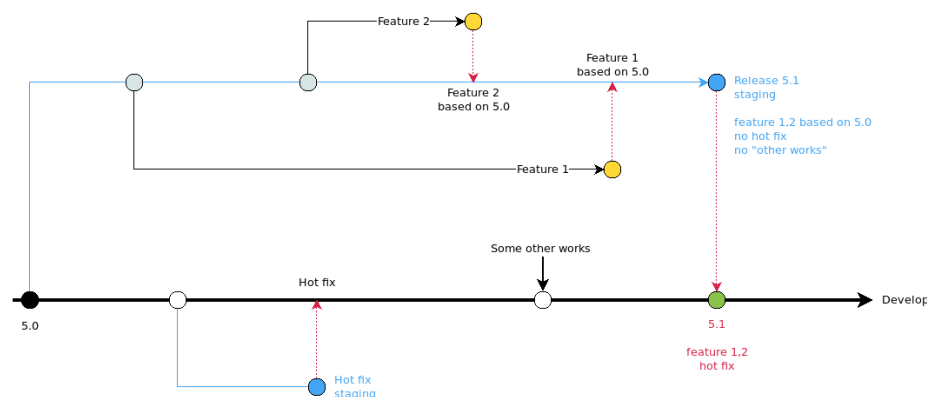 Feature 2
Feature 1
based on 5.0
Feature 2
based on 5.0
Release 5.1
staging
feature 1,2 based on 5.0
no hot fix
no "other works"
Feature 1
Some other works
Hot fix
Develop
5.0
5.1
feature 1,2
hot fix
Hot fix
staging